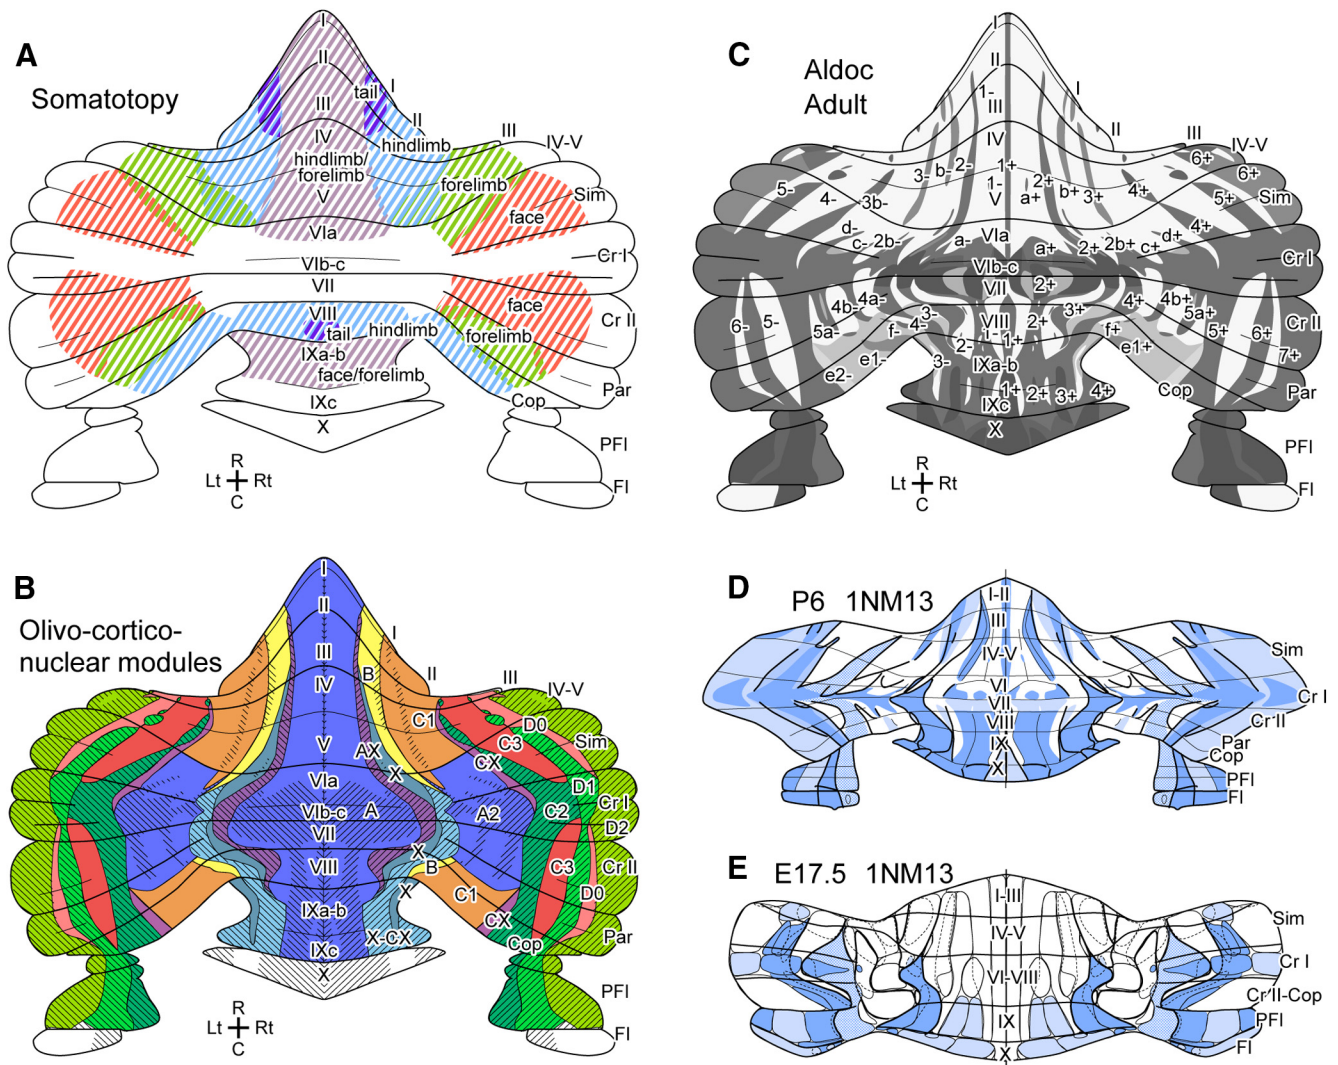 A
Somatotopy
I
II
tail
I
III
II
III
IV
hindlimb
IV-V
hindlimb/
forelimb
forelimb
V
Sim
face
VIa
VIb-c
Cr I
VII
face
VIII
tail
hindlimb
forelimb
Cr II
IXa-b
face/forelimb
IXc
Cop
Par
X
PFl
Fl
R
Lt Rt
C
C
Aldoc
Adult
I
II
I
1-
III
II
III
IV
IV-V
3- b- 2- 1+ 6+ 6+
5- 4- 3b- 1- V a+ 2+ b+ 3+ 4+ 5+ Sim
d- c- 2b- a- VIa a+ 2+ 2b+ c+ d+ 4+
VIb-c
Cr I
VII 2+
4b- 4a- 3- 3+ 4+ 4b+ 5a+
6- 5- 5a- f- 4- VIII 2+ f+ 5+ 6+ Cr II
1- 1+
2- e1+ 7+
e2- e1- 3- IXa-b
Cop Par
IXc 1+ 2+ 3+ 4+
X
PFl
Fl
R
Lt Rt
C
B
Olivo-cortico-
nuclear modules
I
II
I
III
B
II
III
IV
IV-V
C1
D0
C3
Sim
V
AX
CX
X
VIa
D1
VIb-c
A
A2
C2
Cr I
VII
D2
X
VIII
B
C3
Cr II
X
C1
D0
IXa-b
CX
X-CX
Cop
Par
IXc
X
PFl
Fl
R
Lt Rt
C
D
P6 1NM13
I-II
III
IV-V
Sim
VI
VII
Cr I
VIII
Cr II
IX
Par
Cop
X
PFl
Fl
E
E17.5 1NM13
I-III
Sim
IV-V
Cr I
VI-VIII
Cr II-Cop
IX
PFl
X
Fl